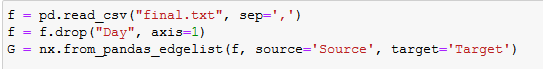 f = pd.read_csv("final.txt", sep=',')
f = f.drop("Day", axis=1)
G = nx.from_pandas_edgelist(f, source='Source', target='Target')